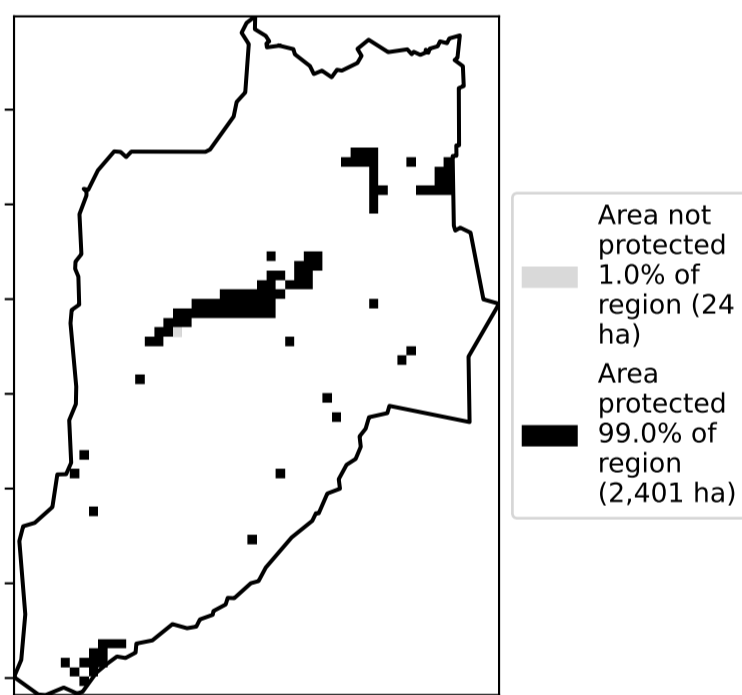 Area not
protected
1.0% of
region (24
ha)
Area
protected
99.0% of
region
(2,401 ha)